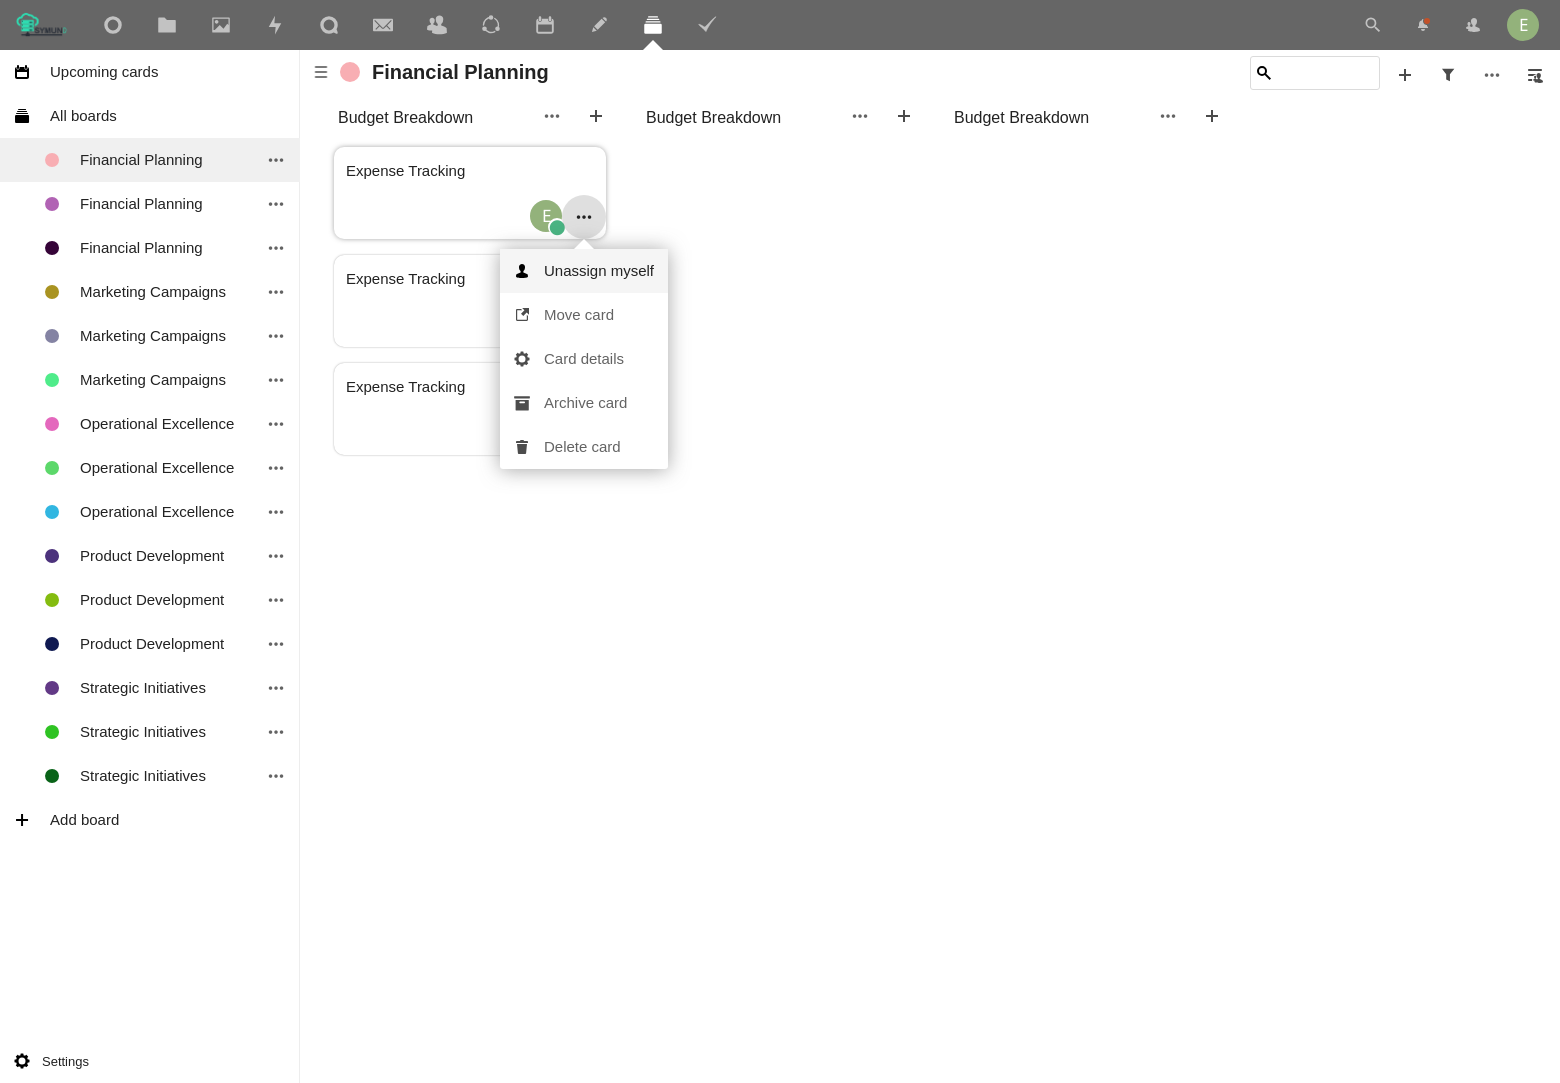 E
Upcoming cards
All boards
Financial Planning
Financial Planning
Financial Planning
Marketing Campaigns
Marketing Campaigns
Marketing Campaigns
Operational Excellence
Operational Excellence
Operational Excellence
Product Development
Product Development
Product Development
Strategic Initiatives
Strategic Initiatives
Strategic Initiatives
Add board
Settings
Financial Planning
Budget Breakdown
Budget Breakdown
Budget Breakdown
Expense Tracking
E
Expense Tracking
Expense Tracking
Unassign myself
Move card
Card details
Archive card
Delete card